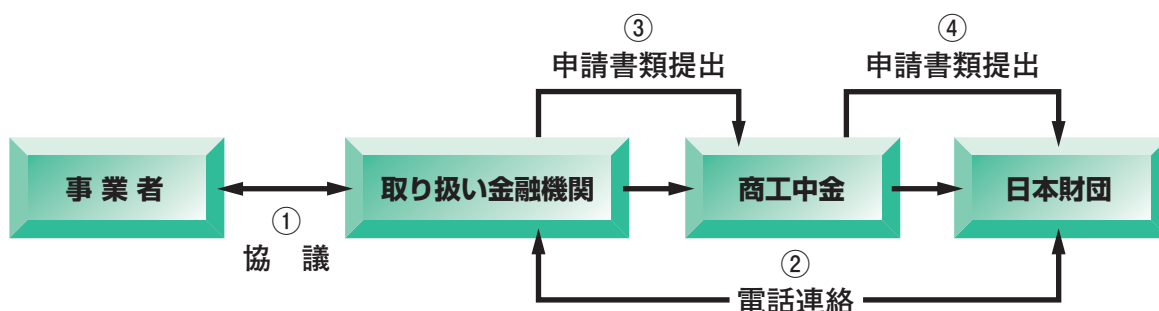 ③
申請書類提出
④
申請書類提出
事業者
取り扱い金融機関
商工中金
日本財団
①
協　議
②
電話連絡